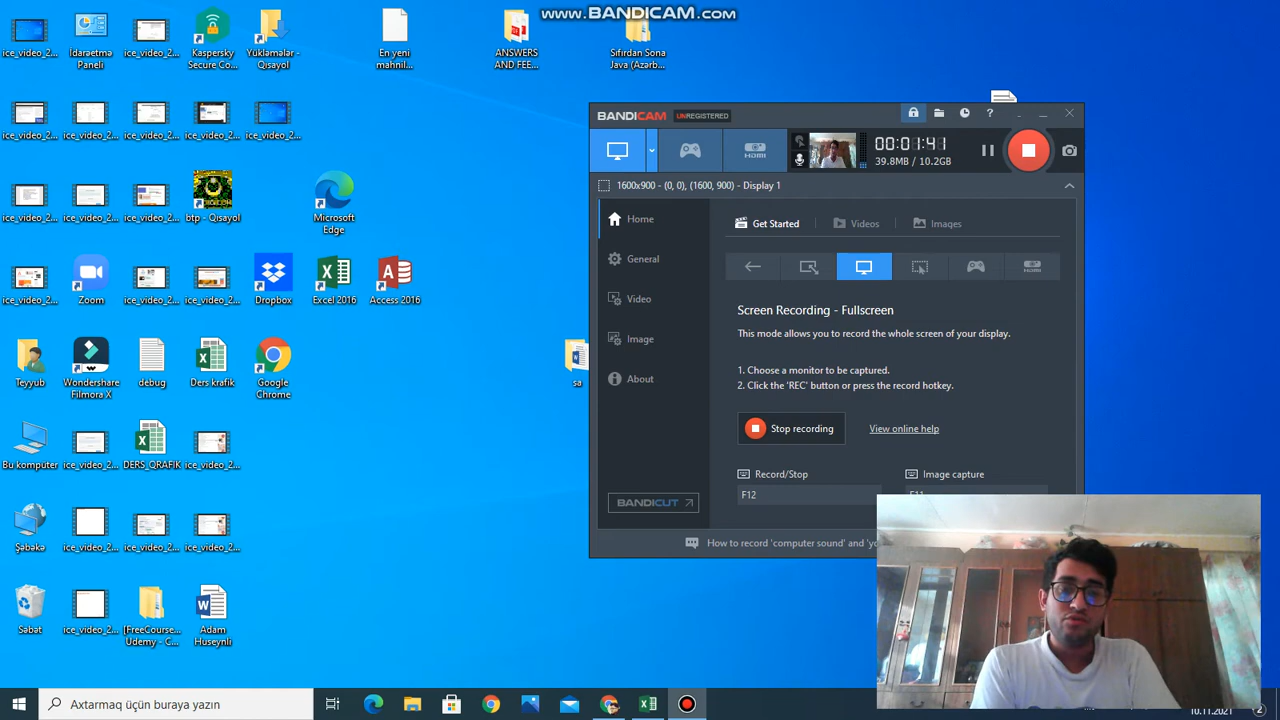 www.BANDICAM.com
ice_video_2...
İdarəetmə
Paneli
ice_video_2...
Kaspersky
Secure Co...
Yükləmələr -
Qısayol
En yeni
mahnil...
ANSWERS
AND FEE...
Sıfırdan Sona
Java (Azərb...
ice_video_2...
ice_video_2...
ice_video_2...
ice_video_2...
ice_video_2...
ice_video_2...
ice_video_2...
ice_video_2...
btp - Qısayol
Microsoft
Edge
ice_video_2...
Zoom
ice_video_2...
ice_video_2...
Dropbox
Excel 2016
Access 2016
Teyyub
Wondershare
Filmora X
debug
Ders krafik
Google
Chrome
sa
Bu komputer
ice_video_2...
DERS_QRAFIK
ice_video_2...
Şəbəkə
ice_video_2...
ice_video_2...
ice_video_2...
Səbət
ice_video_2...
[FreeCourse...
Udemy - C...
Adam
Huseynli
BANDICAM UNREGISTERED
HDMI
00:01:41
39.8MB / 10.2GB
1600x900 - (0, 0), (1600, 900) - Display 1
Home
General
Video
Image
About
BANDICUT
Get Started
Videos
Images
Screen Recording - Fullscreen
This mode allows you to record the whole screen of your display.
1. Choose a monitor to be captured.
2. Click the 'REC' button or press the record hotkey.
Stop recording
View online help
Record/Stop
Image capture
F12
How to record 'computer sound' and
Axtarmaq üçün buraya yazın
10.11.2021
2